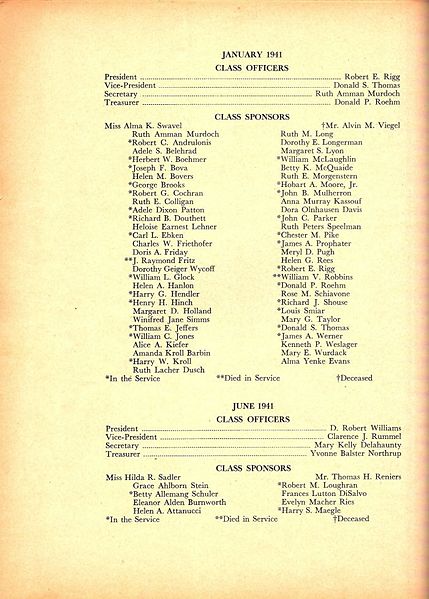 JANUARY 1941
CLASS OFFICERS
President ........ Robert E. Rigg
Vice-President ........ Donald S. Thomas
Secretary ........ Ruth Amman Murdoch
Treasurer ........ Donald P. Roehm
CLASS SPONSORS
Miss Alma K. Swavel †Mr. Alvin M. Viegel
Ruth Amman Murdoch
*Robert C. Andrulonis
Adele S. Belehrad
*Herbert W. Boehmer
*Joseph F. Bova
Helen M. Bovers
*George Brooks
*Robert G. Cochran
Ruth E. Colligan
*Adele Dixon Patton
*Richard B. Douthett
Heloise Earnest Lehner
*Carl L. Ebken
Charles W. Friethofer
Doris A. Friday
**J. Raymond Fritz
Dorothy Geiger Wycoff
*William L. Glock
Helen A. Hanlon
*Harry G. Hendler
*Henry H. Hinch
Margaret D. Holland
Winifred Jane Simms
*Thomas E. Jeffers
*William C. Jones
Alice A. Kiefer
Amanda Kroll Barbin
*Harry W. Kroll
Ruth Lacher Dusch
Ruth M. Long
Dorothy E. Longerman
Margaret S. Lyon
*William McLaughlin
Betty K. McQuaide
Ruth E. Morgenstern
*Hobart A. Moore, Jr.
*John B. Mulherron
Anna Murray Kassouf
Dora Olnhausen Davis
*John C. Parker
Ruth Peters Speelman
*Chester M. Pike
*James A. Prophater
Meryl D. Pugh
Helen G. Rees
*Robert E. Rigg
**William V. Robbins
*Donald P. Roehm
Rose M. Schiavone
*Richard J. Shouse
*Louis Smiar
Mary G. Taylor
*Donald S. Thomas
*James A. Werner
Kenneth P. Weslager
Mary E. Wurdack
Alma Yenke Evans
*In the Service **Died in Service †Deceased
JUNE 1941
CLASS OFFICERS
President ........ D. Robert Williams
Vice-President ........ Clarence J. Rummel
Secretary ........ Mary Kelly Delahaunty
Treasurer ........ Yvonne Balster Northrup
CLASS SPONSORS
Miss Hilda R. Sadler Mr. Thomas H. Reniers
Grace Ahlborn Stein
*Betty Allemang Schuler
Eleanor Alden Burnworth
Helen A. Attanucci
*Robert M. Loughran
Frances Lutton DiSalvo
Evelyn Macher Ries
*Harry S. Maegle
*In the Service **Died in Service †Deceased